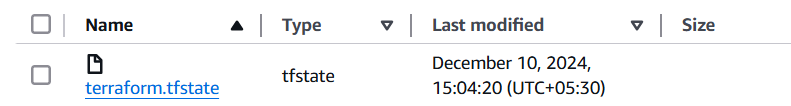 Name Type Last modified Size
terraform.tfstate tfstate December 10, 2024,
15:04:20 (UTC+05:30)